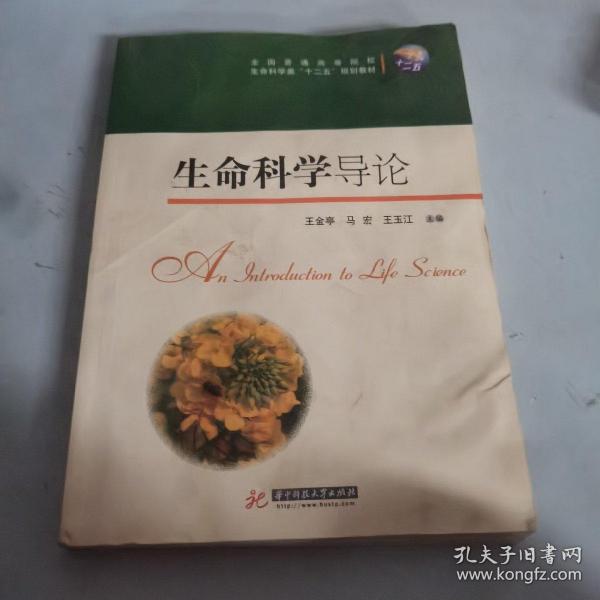 全国普通高等院校
生命科学类"十二五"规划教材
十二五
生命科学导论
王金亭 马宏 王玉江 主编
An Introduction to Life Science
华中科技大学出版社
http://www.hustp.com
孔夫子旧书网
www.kongfz.com